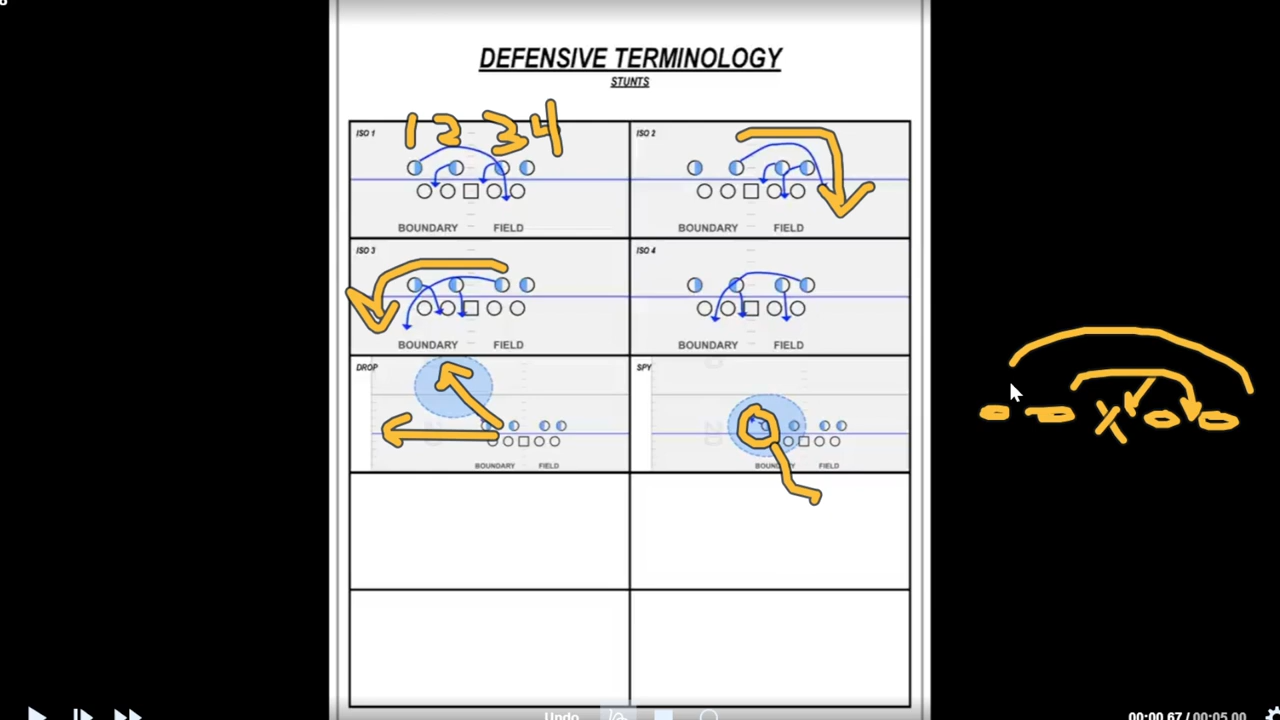 DEFENSIVE TERMINOLOGY
STUNTS
1 2 3 4
ISO 1
ISO 2
BOUNDARY FIELD
BOUNDARY FIELD
ISO 3
ISO 4
BOUNDARY FIELD
BOUNDARY FIELD
DROP
SPY
BOUNDARY FIELD
BOUNDARY FIELD
X
Undo
00:00.67 / 00:05.00